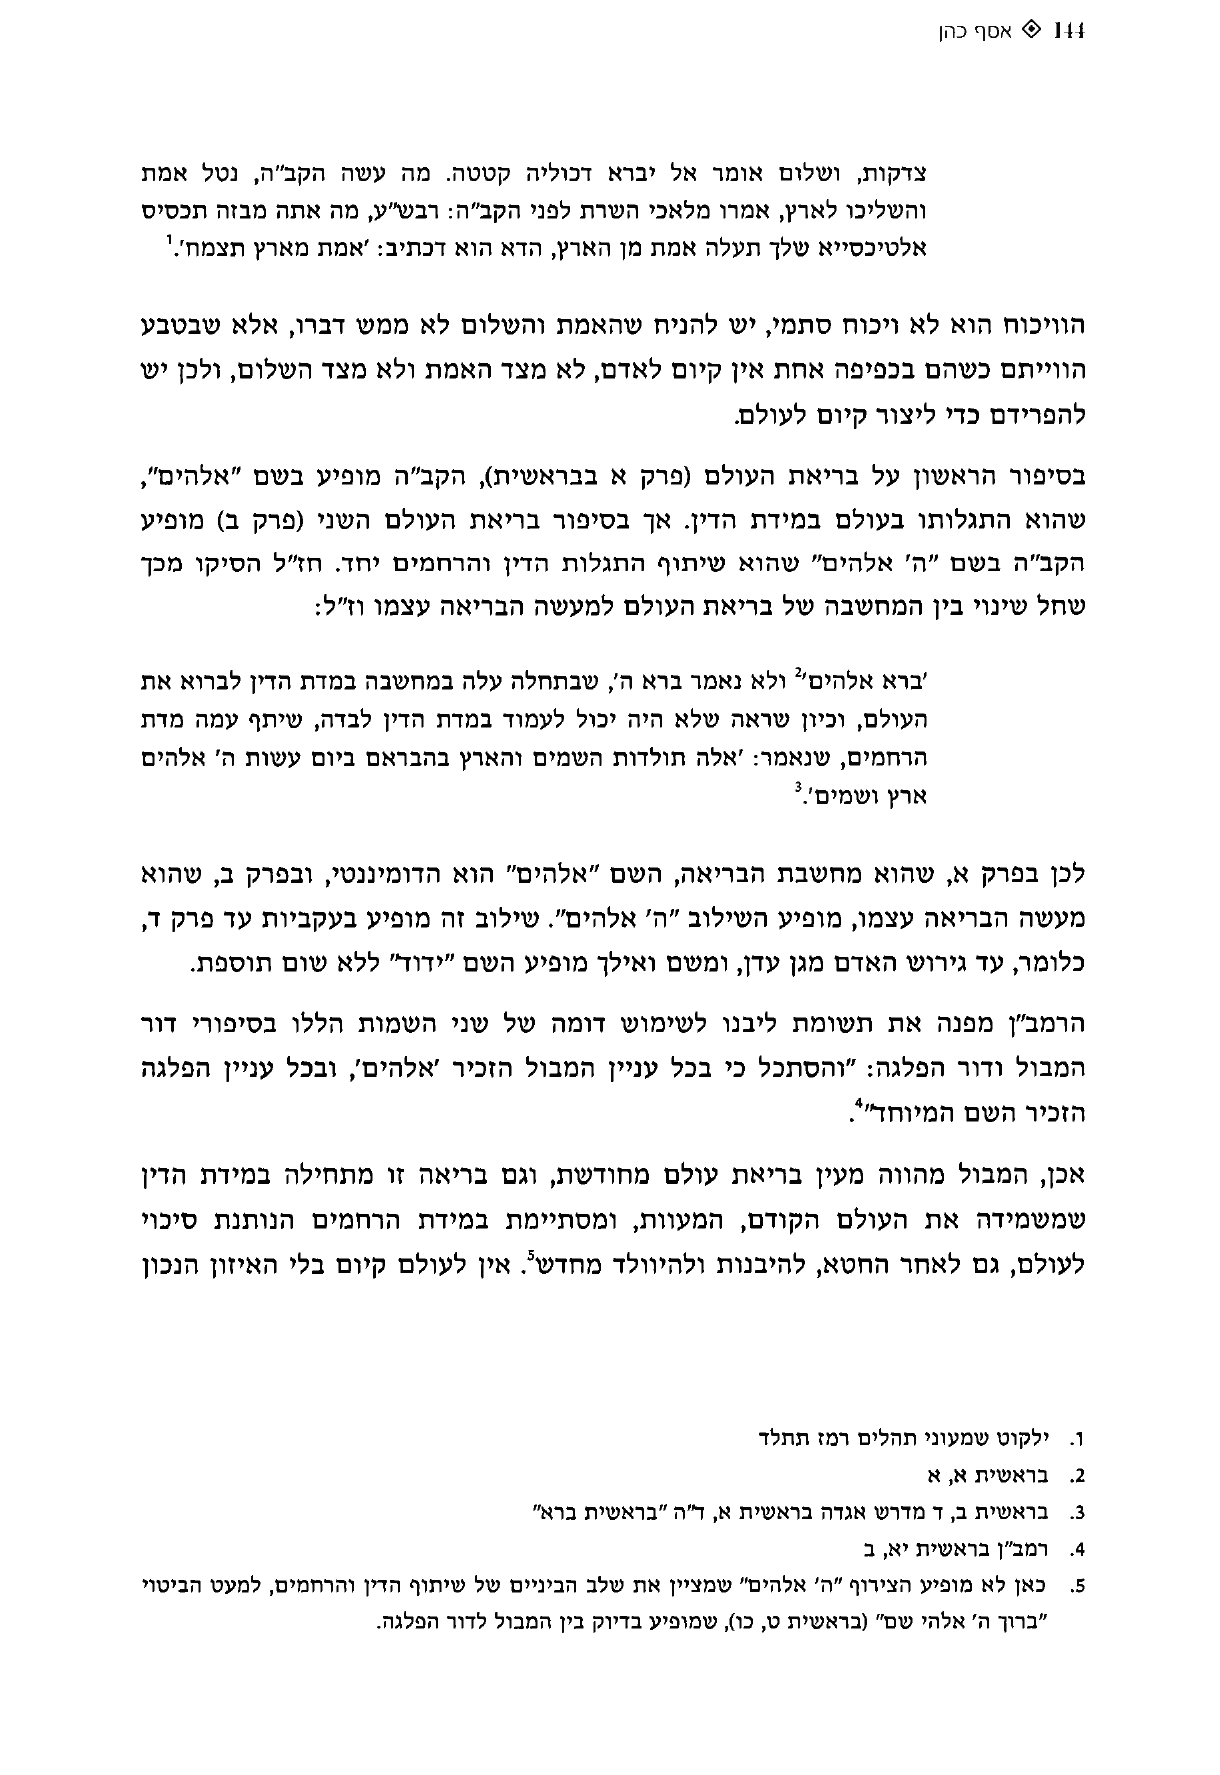 144 ◈ אסף כהן
צדקות, ושלום אומר אל יברא דכוליה קטטה. מה עשה הקב"ה, נטל אמת
והשליכו לארץ, אמרו מלאכי השרת לפני הקב"ה: רבש"ע, מה אתה מבזה תכסיס
אלטיכסייא שלך תעלה אמת מן הארץ, הדא הוא דכתיב: 'אמת מארץ תצמח'.1
הוויכוח הוא לא ויכוח סתמי, יש להניח שהאמת והשלום לא ממש דברו, אלא שבטבע
הווייתם כשהם בכפיפה אחת אין קיום לאדם, לא מצד האמת ולא מצד השלום, ולכן יש
להפרידם כדי ליצור קיום לעולם.
בסיפור הראשון על בריאת העולם (פרק א בבראשית), הקב"ה מופיע בשם "אלהים",
שהוא התגלותו בעולם במידת הדין. אך בסיפור בריאת העולם השני (פרק ב) מופיע
הקב"ה בשם "ה' אלהים" שהוא שיתוף התגלות הדין והרחמים יחד. חז"ל הסיקו מכך
שחל שינוי בין המחשבה של בריאת העולם למעשה הבריאה עצמו וז"ל:
'ברא אלהים'2 ולא נאמר ברא ה', שבתחלה עלה במחשבה במדת הדין לברוא את
העולם, וכיון שראה שלא היה יכול לעמוד במדת הדין לבדה, שיתף עמה מדת
הרחמים, שנאמר: 'אלה תולדות השמים והארץ בהבראם ביום עשות ה' אלהים
ארץ ושמים'.3
לכן בפרק א, שהוא מחשבת הבריאה, השם "אלהים" הוא הדומיננטי, ובפרק ב, שהוא
מעשה הבריאה עצמו, מופיע השילוב "ה' אלהים". שילוב זה מופיע בעקביות עד פרק ד,
כלומר, עד גירוש האדם מגן עדן, ומשם ואילך מופיע השם "ידוד" ללא שום תוספת.
הרמב"ן מפנה את תשומת ליבנו לשימוש דומה של שני השמות הללו בסיפורי דור
המבול ודור הפלגה: "והסתכל כי בכל עניין המבול הזכיר 'אלהים', ובכל עניין הפלגה
הזכיר השם המיוחד"4.
אכן, המבול מהווה מעין בריאת עולם מחודשת, וגם בריאה זו מתחילה במידת הדין
שמשמידה את העולם הקודם, המעוות, ומסתיימת במידת הרחמים הנותנת סיכוי
לעולם, גם לאחר החטא, להיבנות ולהיוולד מחדש5. אין לעולם קיום בלי האיזון הנכון
1. ילקוט שמעוני תהלים רמז תתלד
2. בראשית א, א
3. בראשית ב, ד מדרש אגדה בראשית א, ד"ה "בראשית ברא"
4. רמב"ן בראשית יא, ב
5. כאן לא מופיע הצירוף "ה' אלהים" שמציין את שלב הביניים של שיתוף הדין והרחמים, למעט הביטוי
"ברוך ה' אלהי שם" (בראשית ט, כו), שמופיע בדיוק בין המבול לדור הפלגה.